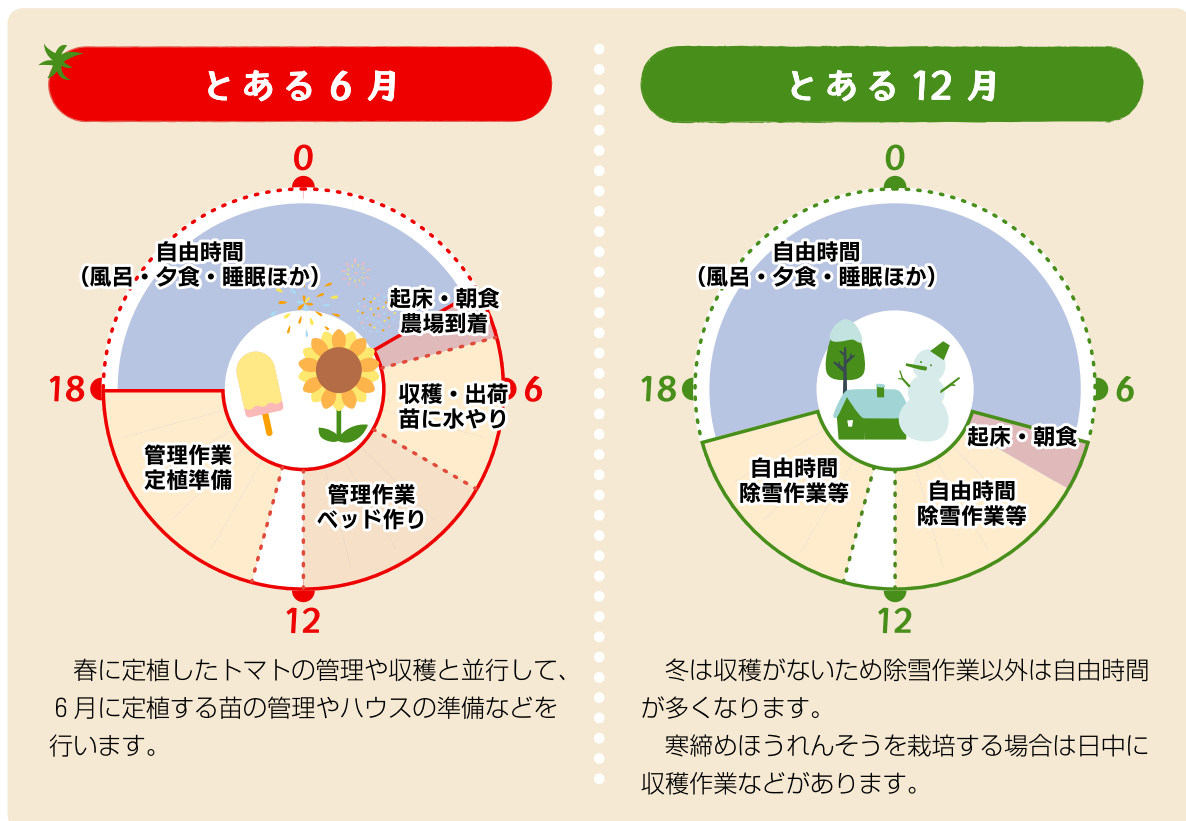 とある6月
0
自由時間
（風呂・夕食・睡眠ほか）
起床・朝食
農場到着
18
6
収穫・出荷
苗に水やり
管理作業
定植準備
管理作業
ベッド作り
12
春に定植したトマトの管理や収穫と並行して、
6月に定植する苗の管理やハウスの準備などを
行います。
とある12月
0
自由時間
（風呂・夕食・睡眠ほか）
18
6
起床・朝食
自由時間
除雪作業等
自由時間
除雪作業等
12
冬は収穫がないため除雪作業以外は自由時間
が多くなります。
寒締めほうれんそうを栽培する場合は日中に
収穫作業などがあります。